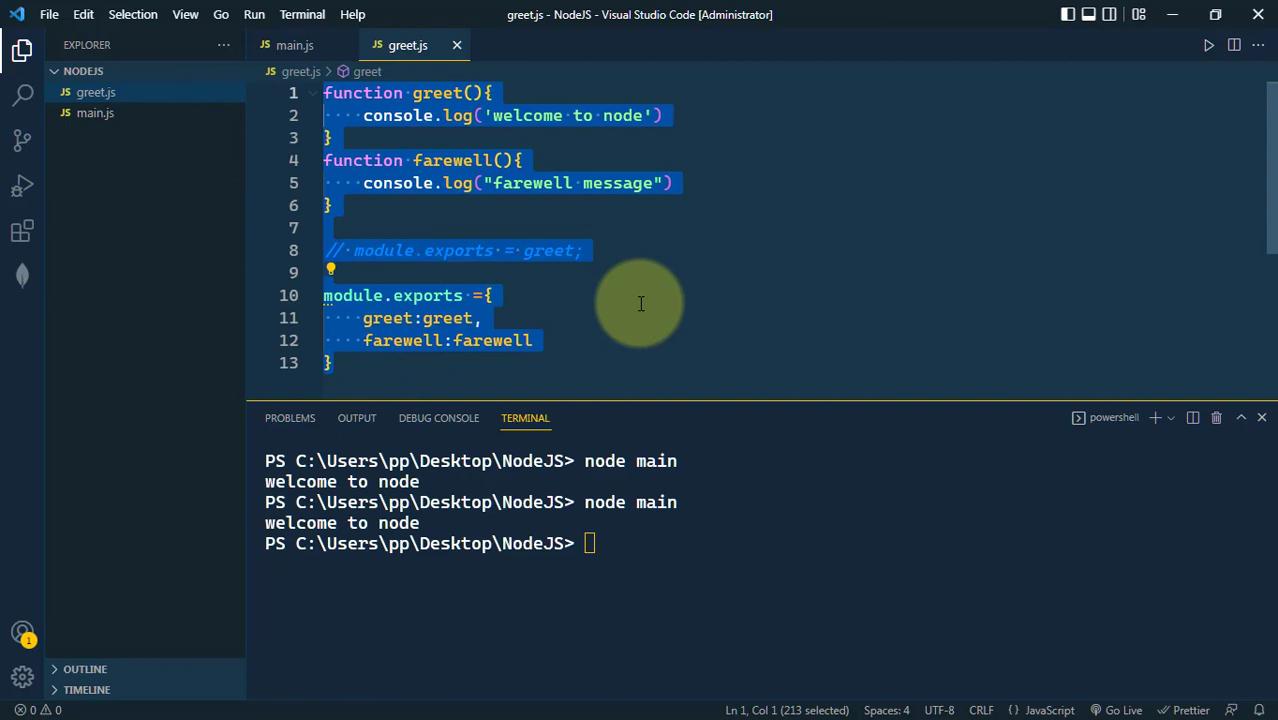 File Edit Selection View Go Run Terminal Help
greet.js - NodeJS - Visual Studio Code [Administrator]
EXPLORER
main.js
greet.js
NODEJS
greet.js
main.js
greet.js > greet
1 function greet(){
2 console.log('welcome to node')
3 }
4 function farewell(){
5 console.log("farewell message")
6 }
7
8 // module.exports = greet;
9
10 module.exports ={
11 greet:greet,
12 farewell:farewell
13 }
PROBLEMS OUTPUT DEBUG CONSOLE TERMINAL
powershell
PS C:\Users\pp\Desktop\NodeJS> node main
welcome to node
PS C:\Users\pp\Desktop\NodeJS> node main
welcome to node
PS C:\Users\pp\Desktop\NodeJS>
1
OUTLINE
TIMELINE
0 0
Ln 1, Col 1 (213 selected) Spaces: 4 UTF-8 CRLF { } JavaScript Go Live Prettier